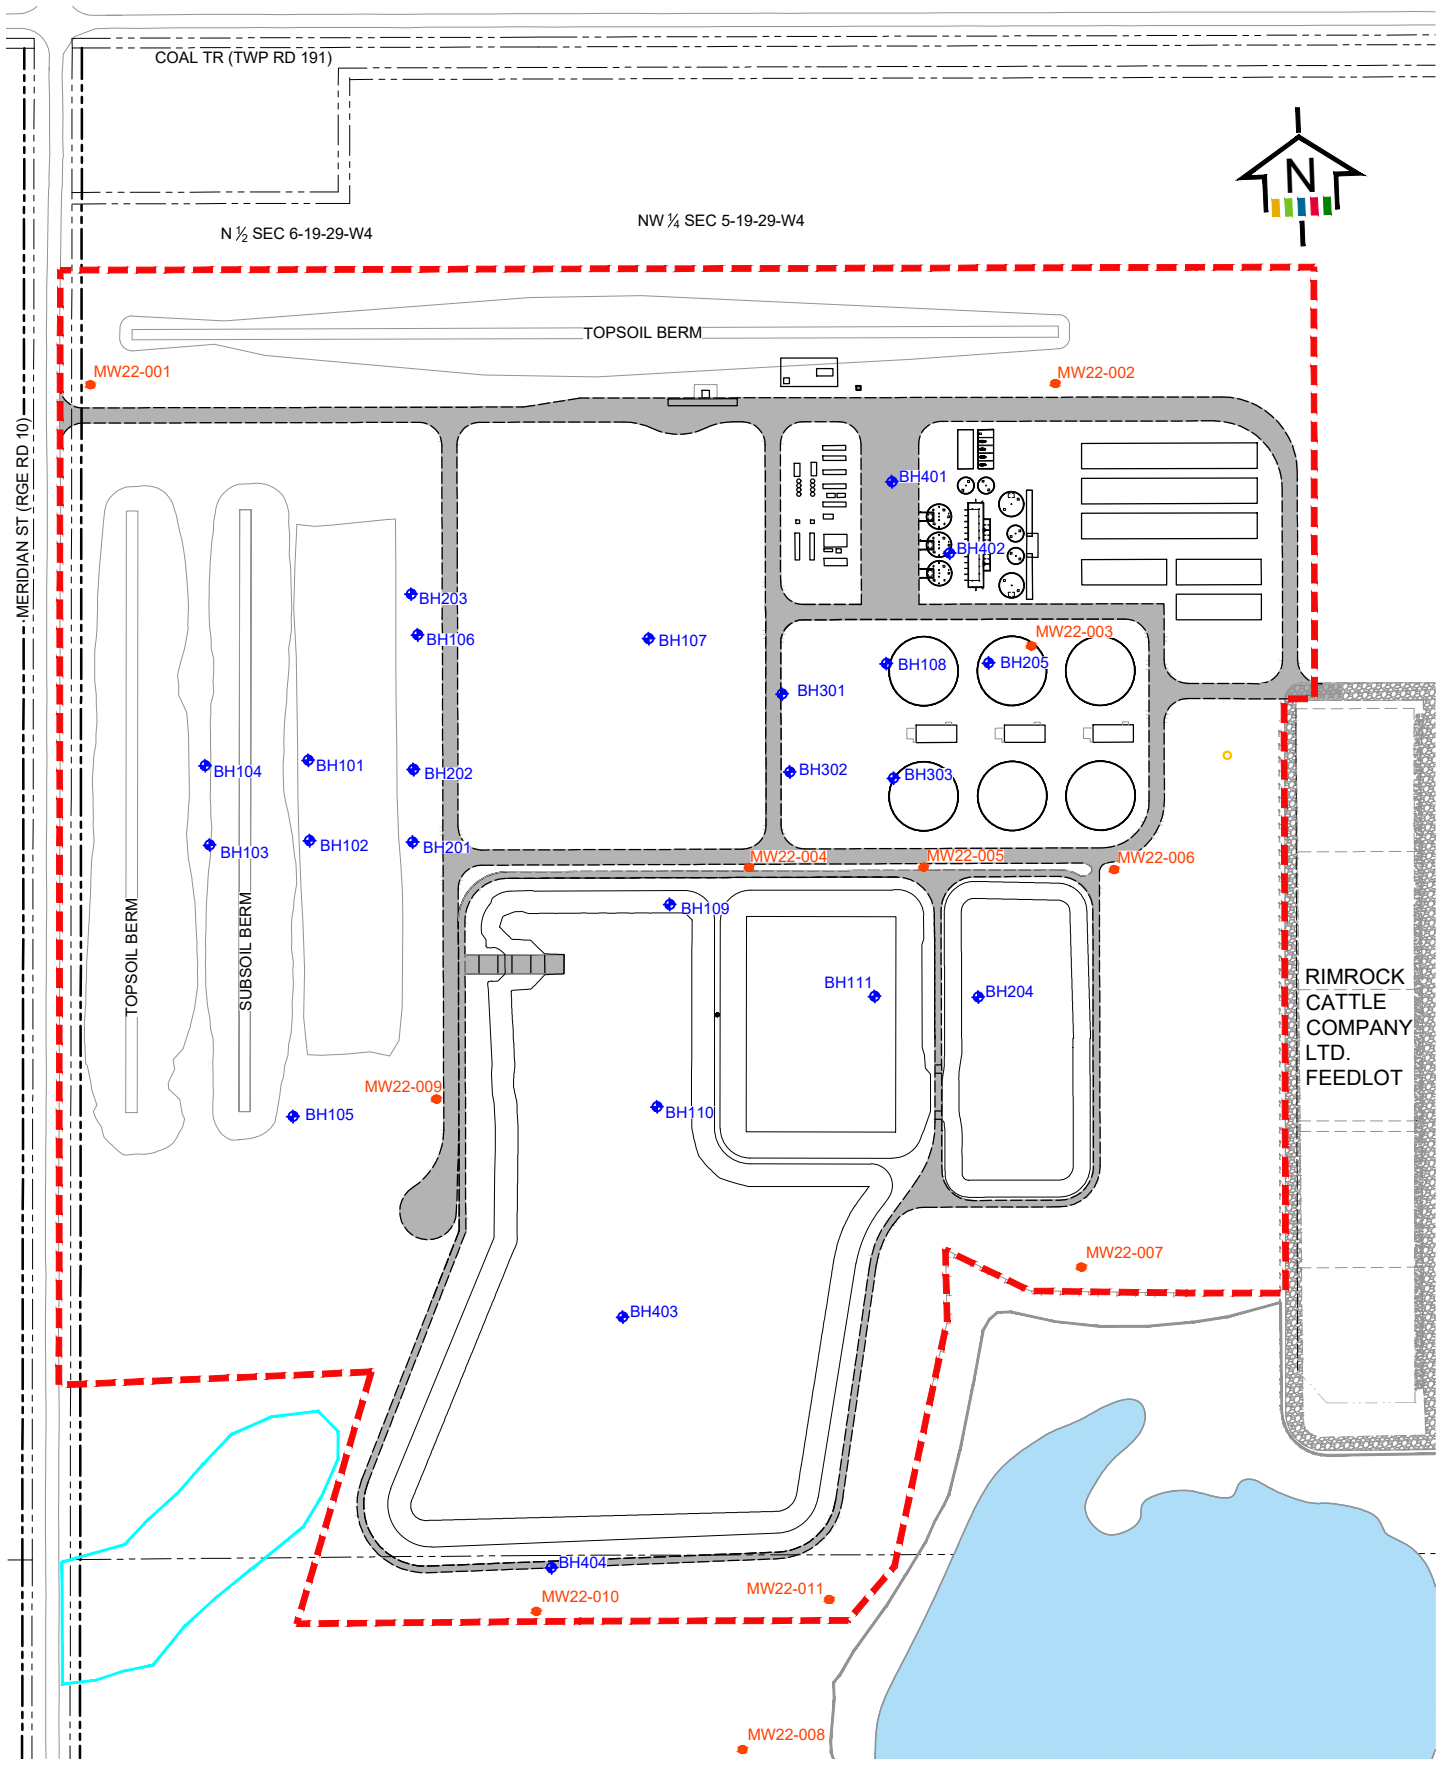 COAL TR (TWP RD 191)
N
N ½ SEC 6-19-29-W4
NW ¼ SEC 5-19-29-W4
TOPSOIL BERM
MW22-001
MW22-002
MERIDIAN ST (RGE RD 10)
BH401
BH402
BH203
BH106
BH107
MW22-003
BH108
BH205
BH301
BH104
BH101
BH202
BH302
BH303
BH103
BH102
BH201
MW22-004
MW22-005
MW22-006
BH109
TOPSOIL BERM
SUBSOIL BERM
BH111
BH204
RIMROCK
CATTLE
COMPANY
LTD.
FEEDLOT
MW22-009
BH105
BH110
MW22-007
BH403
BH404
MW22-010
MW22-011
MW22-008